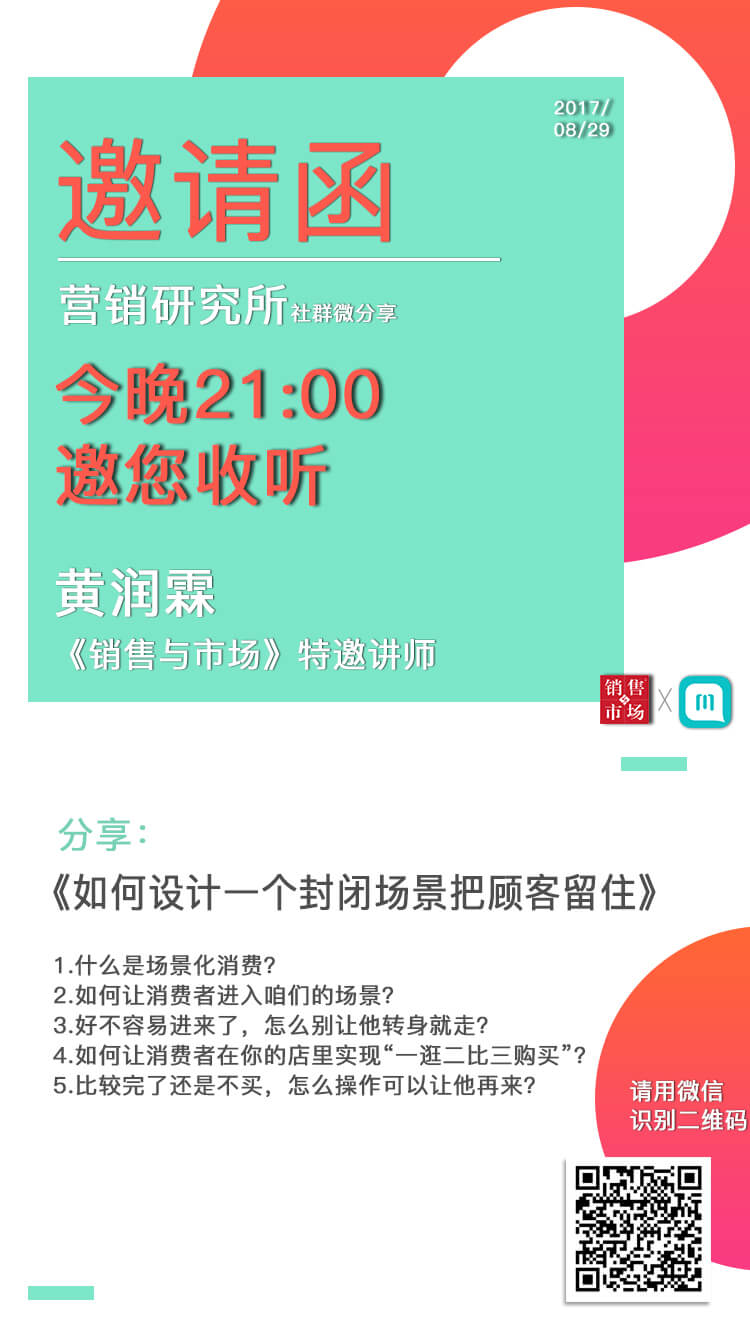 2017/
08/29
邀请函
营销研究所社群微分享
今晚21:00
邀您收听
黄润霖
《销售与市场》特邀讲师
销售
与
市场
X
m
分享:
《如何设计一个封闭场景把顾客留住》
1.什么是场景化消费?
2.如何让消费者进入咱们的场景?
3.好不容易进来了，怎么别让他转身就走?
4.如何让消费者在你的店里实现“一逛二比三购买”?
5.比较完了还是不买，怎么操作可以让他再来?
请用微信
识别二维码